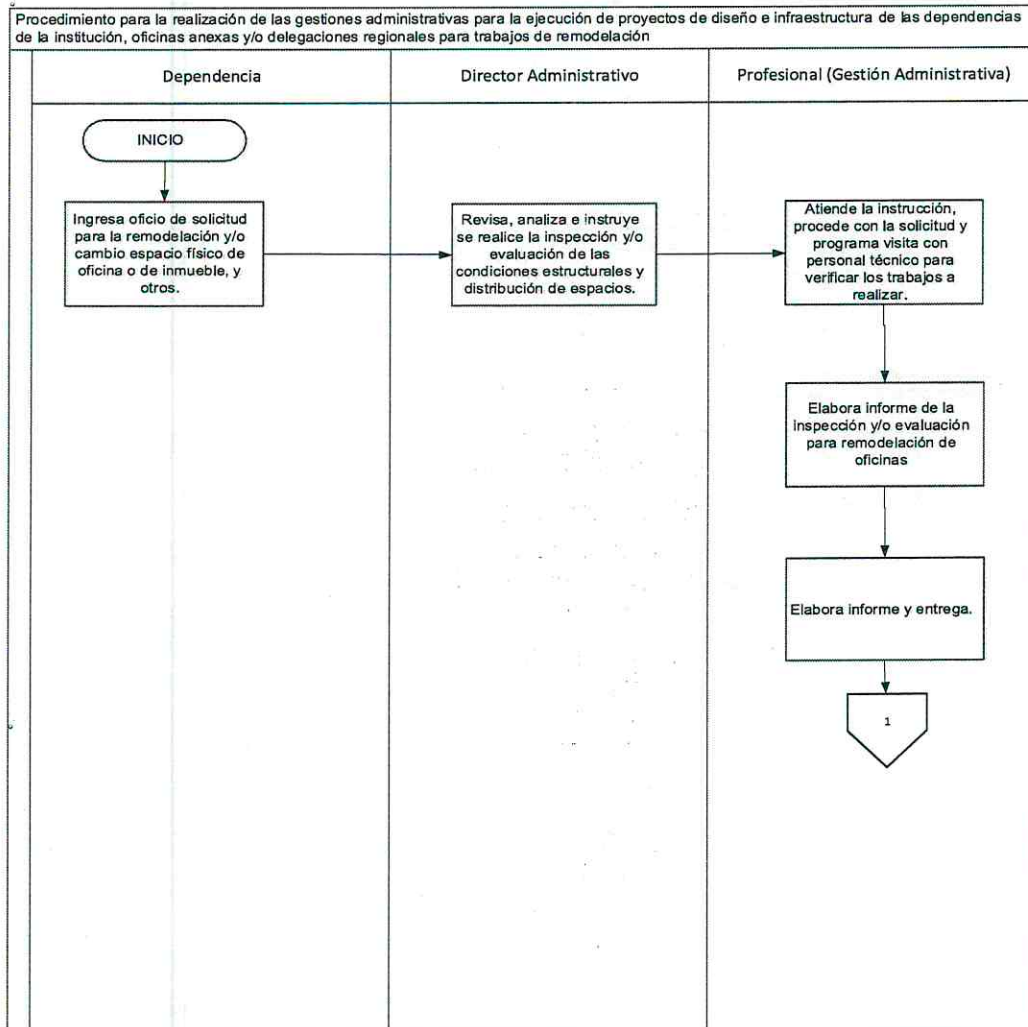 Procedimiento para la realización de las gestiones administrativas para la ejecución de proyectos de diseño e infraestructura de las dependencias
de la institución, oficinas anexas y/o delegaciones regionales para trabajos de remodelación
Dependencia
Director Administrativo
Profesional (Gestión Administrativa)
INICIO
Ingresa oficio de solicitud
para la remodelación y/o
cambio espacio físico de
oficina o de inmueble, y
otros.
Revisa, analiza e instruye
se realice la inspección y/o
evaluación de las
condiciones estructurales y
distribución de espacios.
Atiende la instrucción,
procede con la solicitud y
programa visita con
personal técnico para
verificar los trabajos a
realizar.
Elabora informe de la
inspección y/o evaluación
para remodelación de
oficinas
Elabora informe y entrega.
1